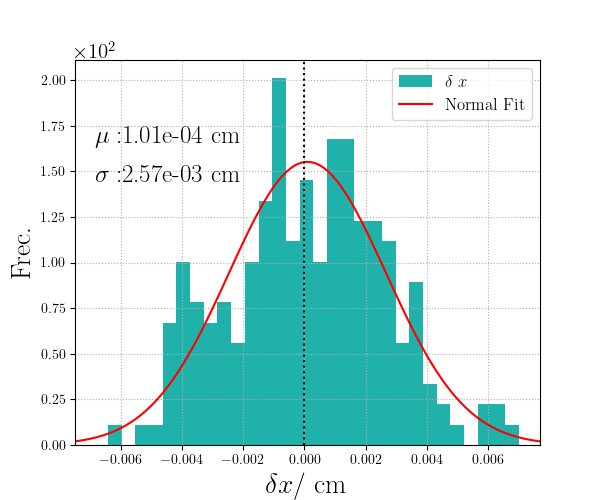 ×10²
δ x
Normal Fit
μ :1.01e-04 cm
σ :2.57e-03 cm
Frec.
2.00
1.75
1.50
1.25
1.00
0.75
0.50
0.25
0.00
−0.006 −0.004 −0.002 0.000 0.002 0.004 0.006
δx/ cm